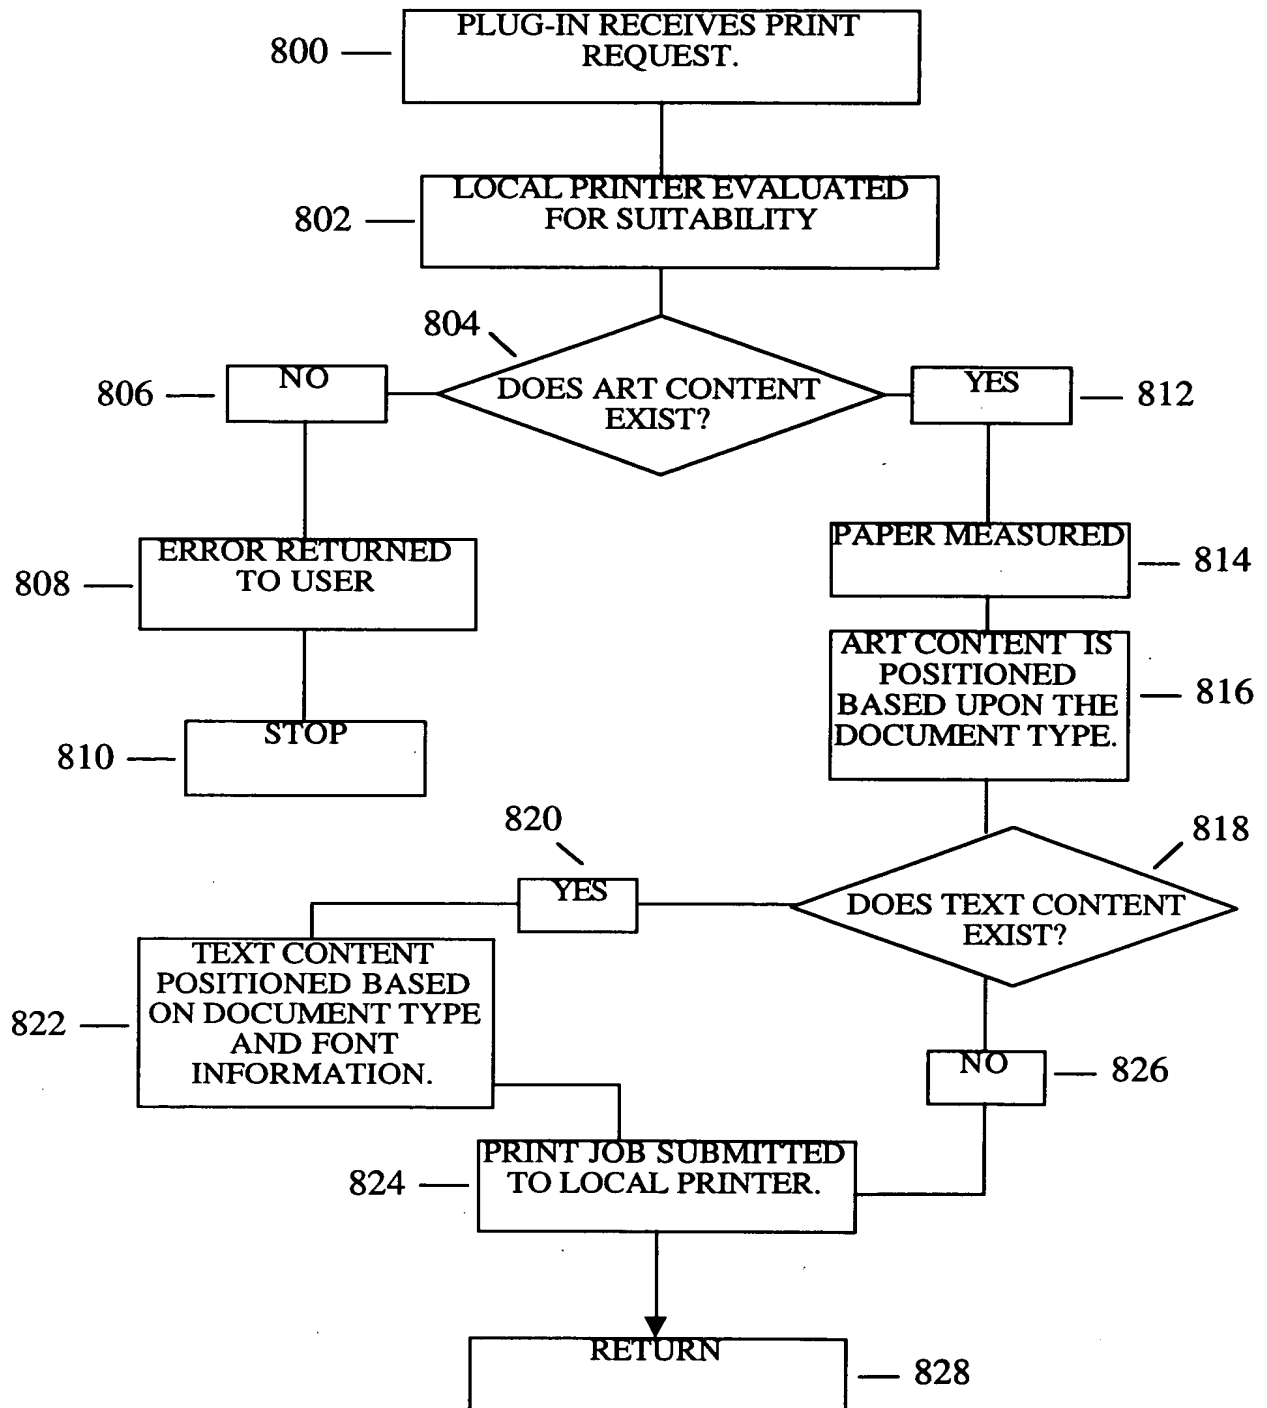 PLUG-IN RECEIVES PRINT
REQUEST.
800
LOCAL PRINTER EVALUATED
FOR SUITABILITY
802
804
DOES ART CONTENT
EXIST?
806
NO
YES
812
ERROR RETURNED
TO USER
808
PAPER MEASURED
814
ART CONTENT IS
POSITIONED
BASED UPON THE
DOCUMENT TYPE.
816
STOP
810
820
YES
818
DOES TEXT CONTENT
EXIST?
TEXT CONTENT
POSITIONED BASED
ON DOCUMENT TYPE
AND FONT
INFORMATION.
822
NO
826
PRINT JOB SUBMITTED
TO LOCAL PRINTER.
824
RETURN
828